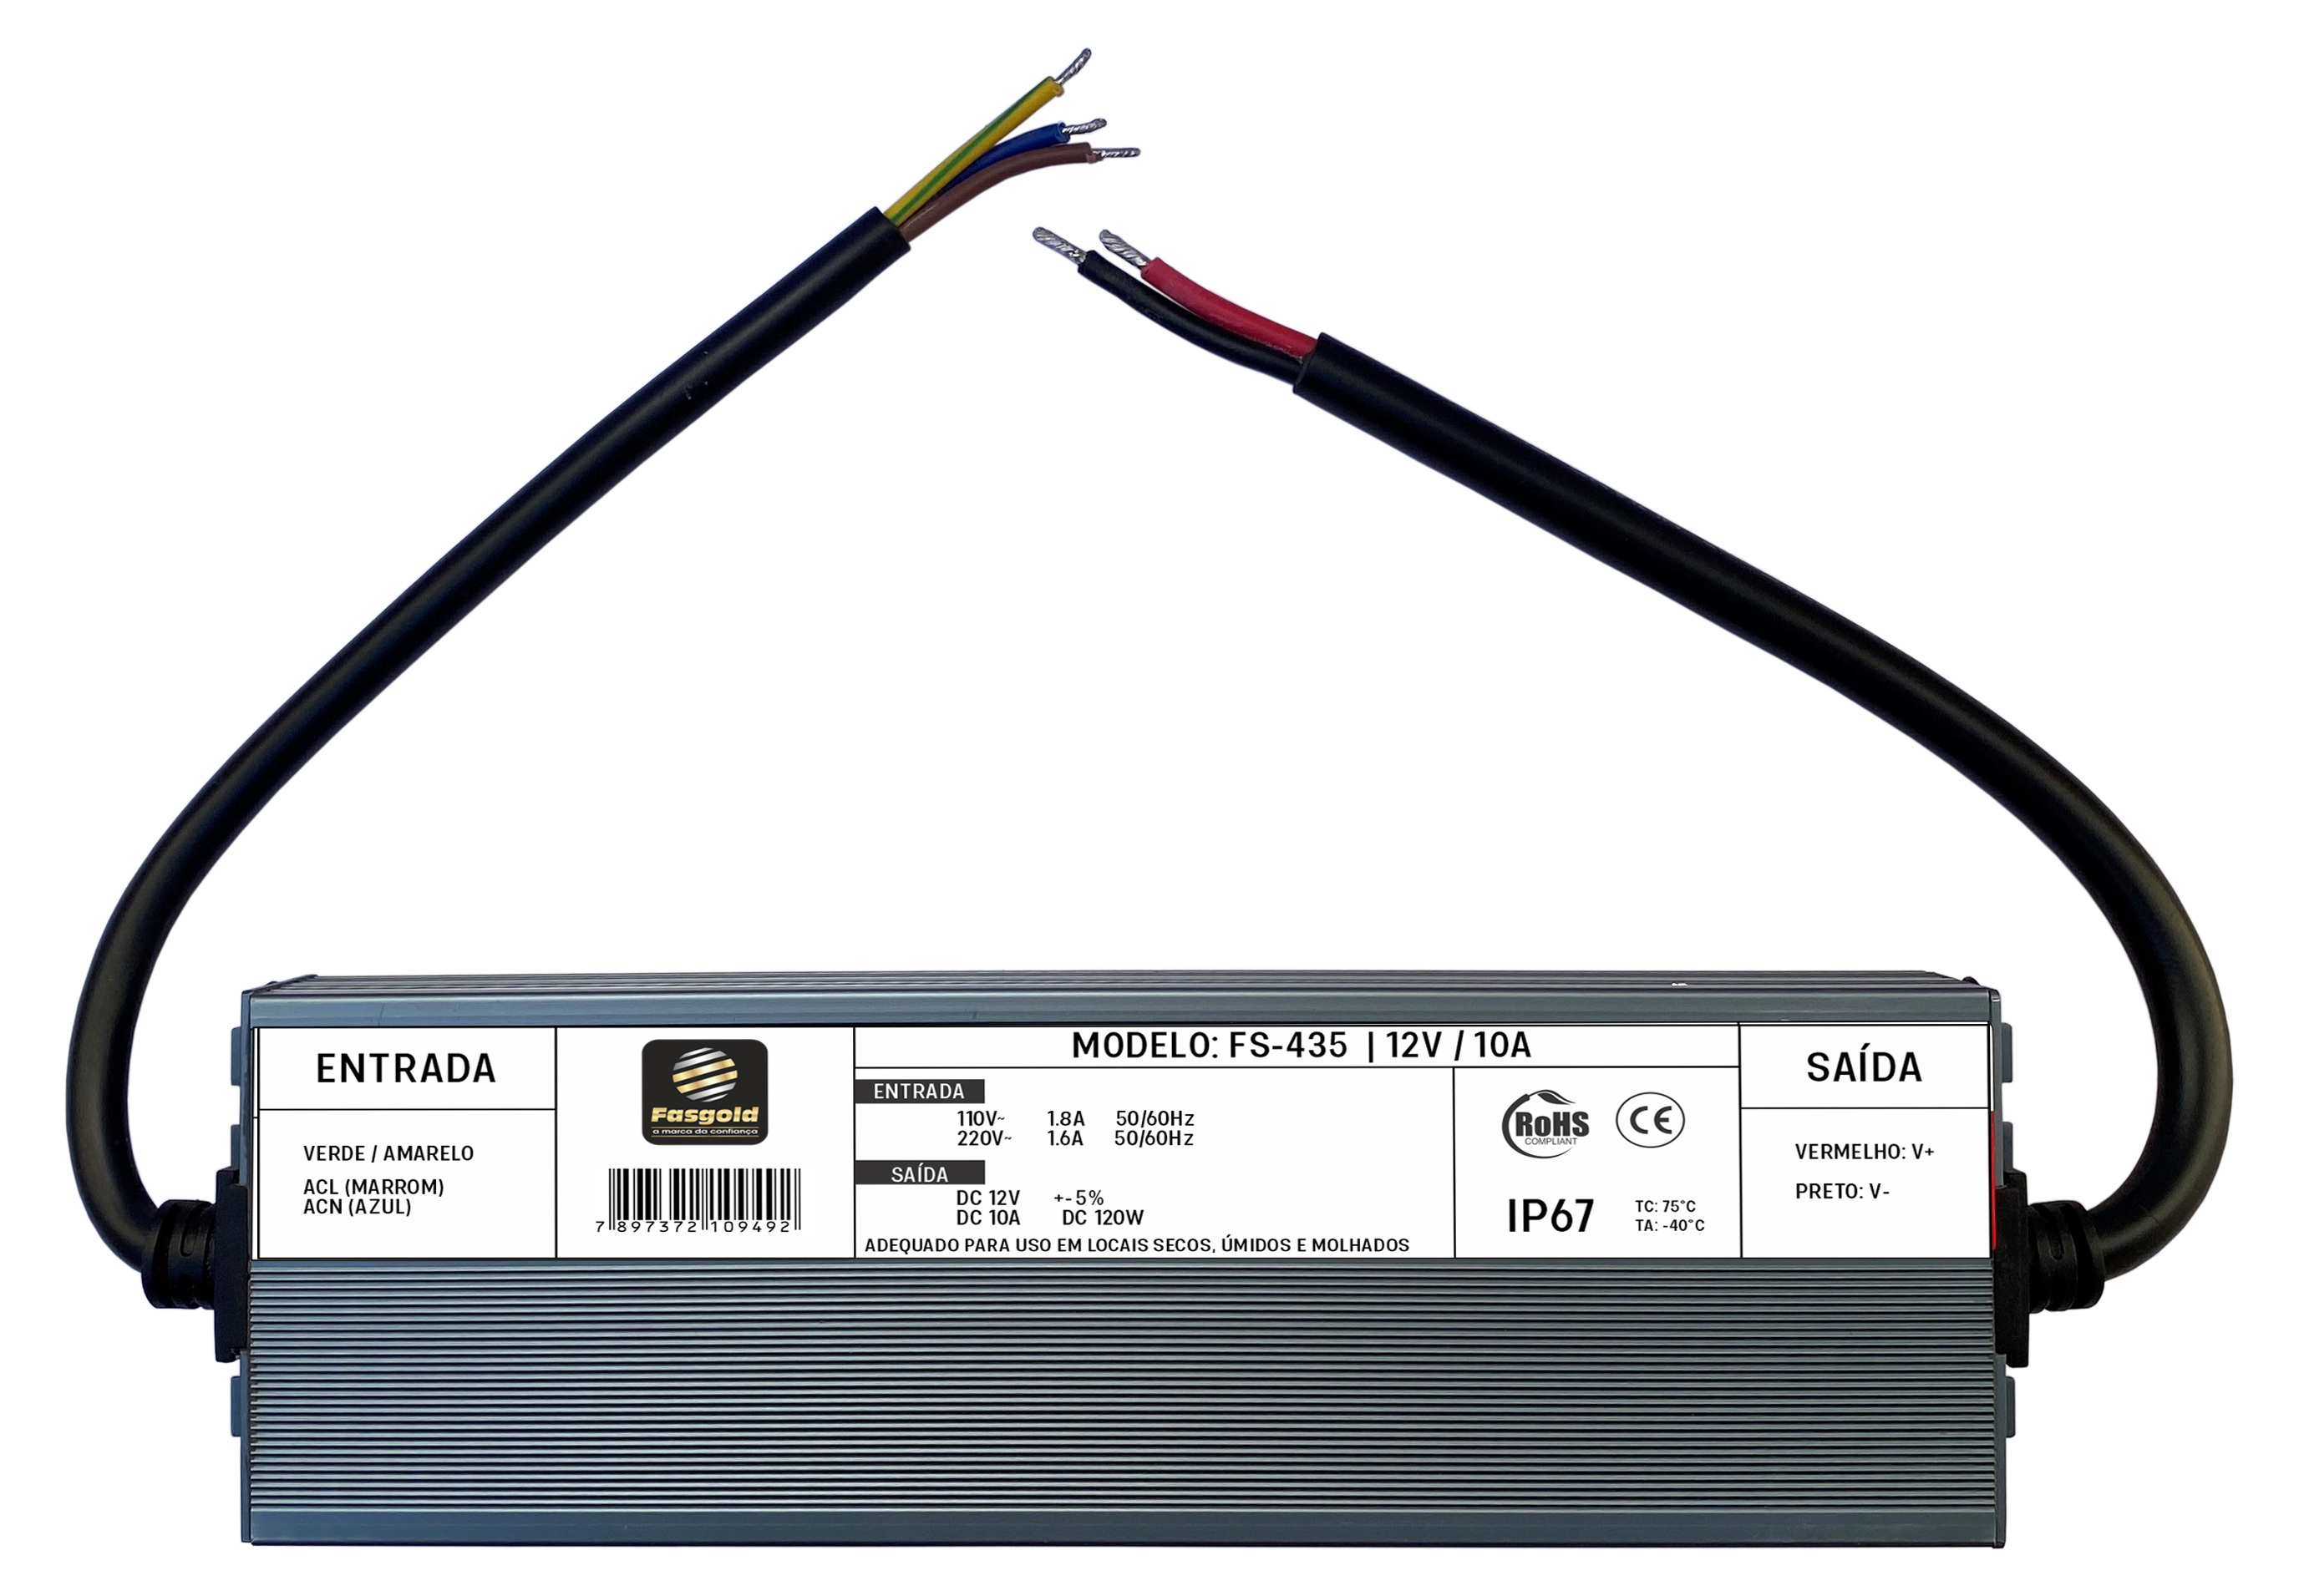 ENTRADA
VERDE / AMARELO
ACL (MARROM)
ACN (AZUL)
Fasgold
a marca da confiança
7 897372 109492
MODELO: FS-435 | 12V / 10A
ENTRADA
110V~ 1.8A 50/60Hz
220V~ 1.6A 50/60Hz
SAÍDA
DC 12V +-5%
DC 10A DC 120W
ADEQUADO PARA USO EM LOCAIS SECOS, ÚMIDOS E MOLHADOS
RoHS
COMPLIANT
CE
IP67
TC: 75°C
TA: -40°C
SAÍDA
VERMELHO: V+
PRETO: V-